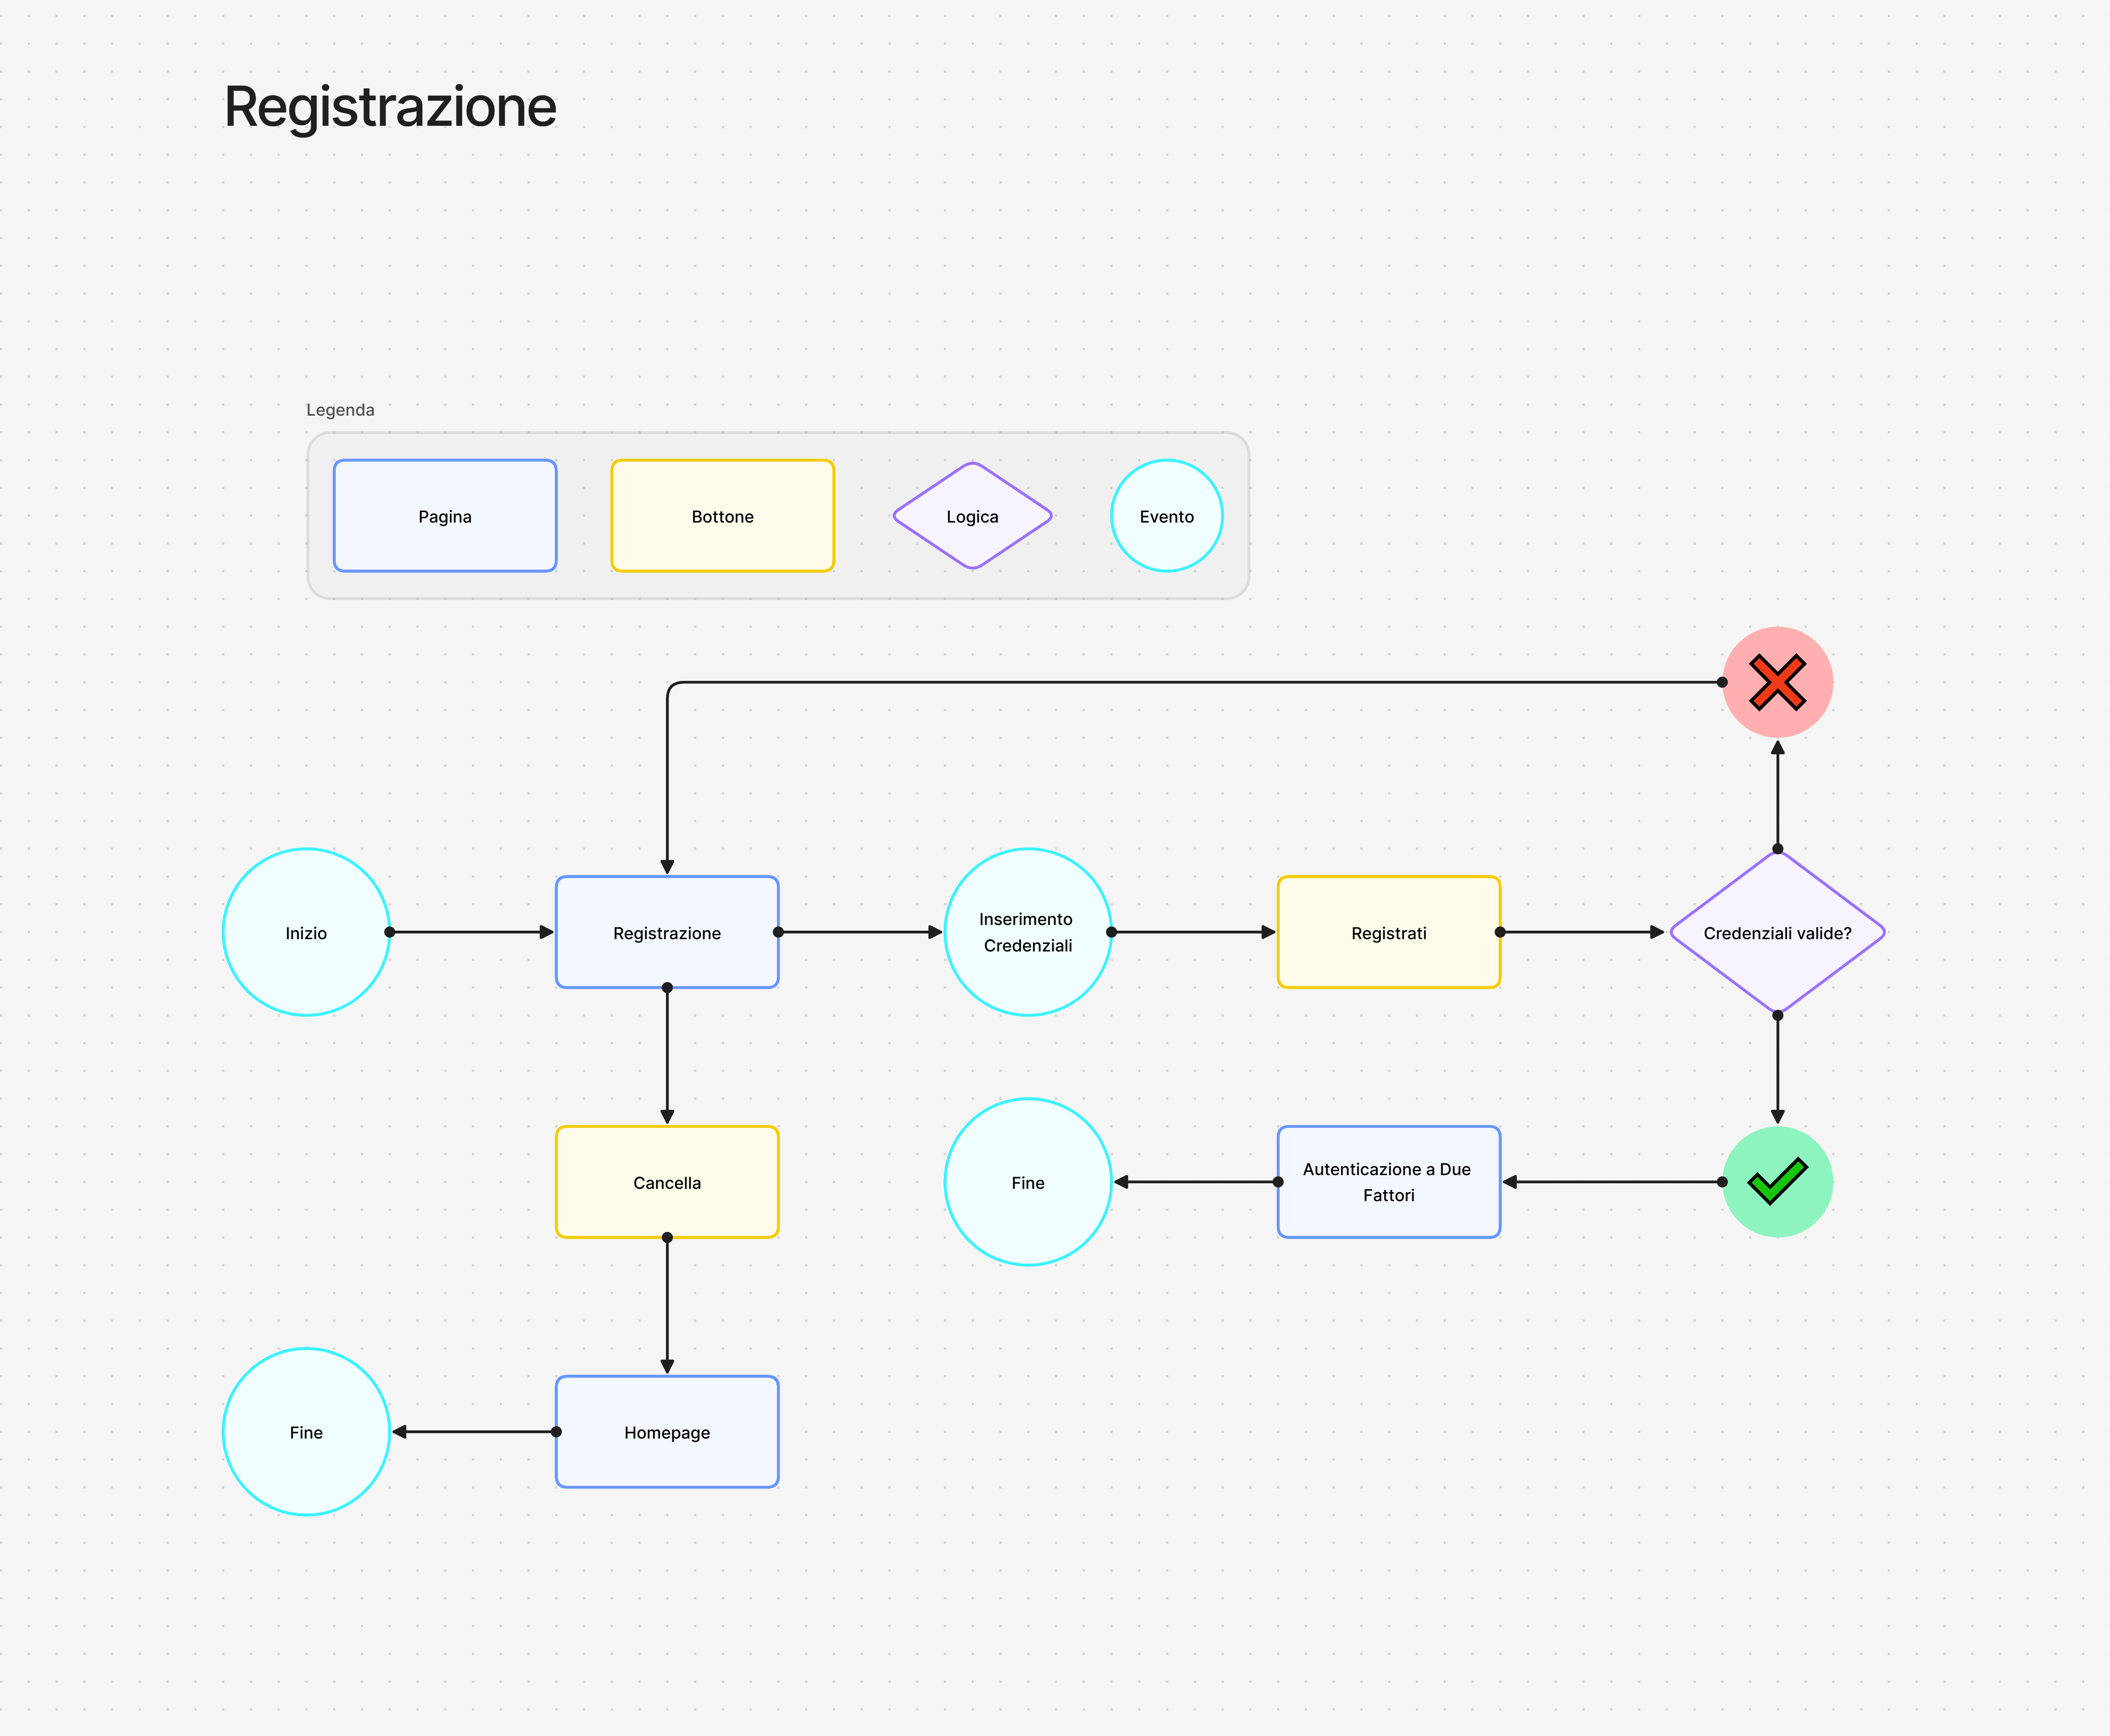 Registrazione
Legenda
Pagina
Bottone
Logica
Evento
Inizio
Registrazione
Inserimento
Credenziali
Registrati
Credenziali valide?
Cancella
Fine
Autenticazione a Due
Fattori
Fine
Homepage